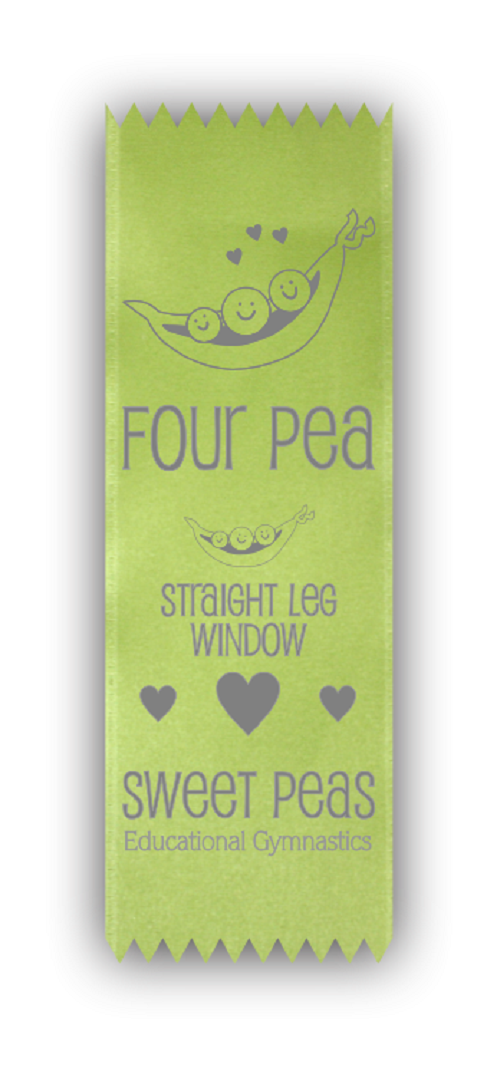 FOUr Pea
STraIGHT LeG
WINDOW
SWeeT PeaS
Educational Gymnastics